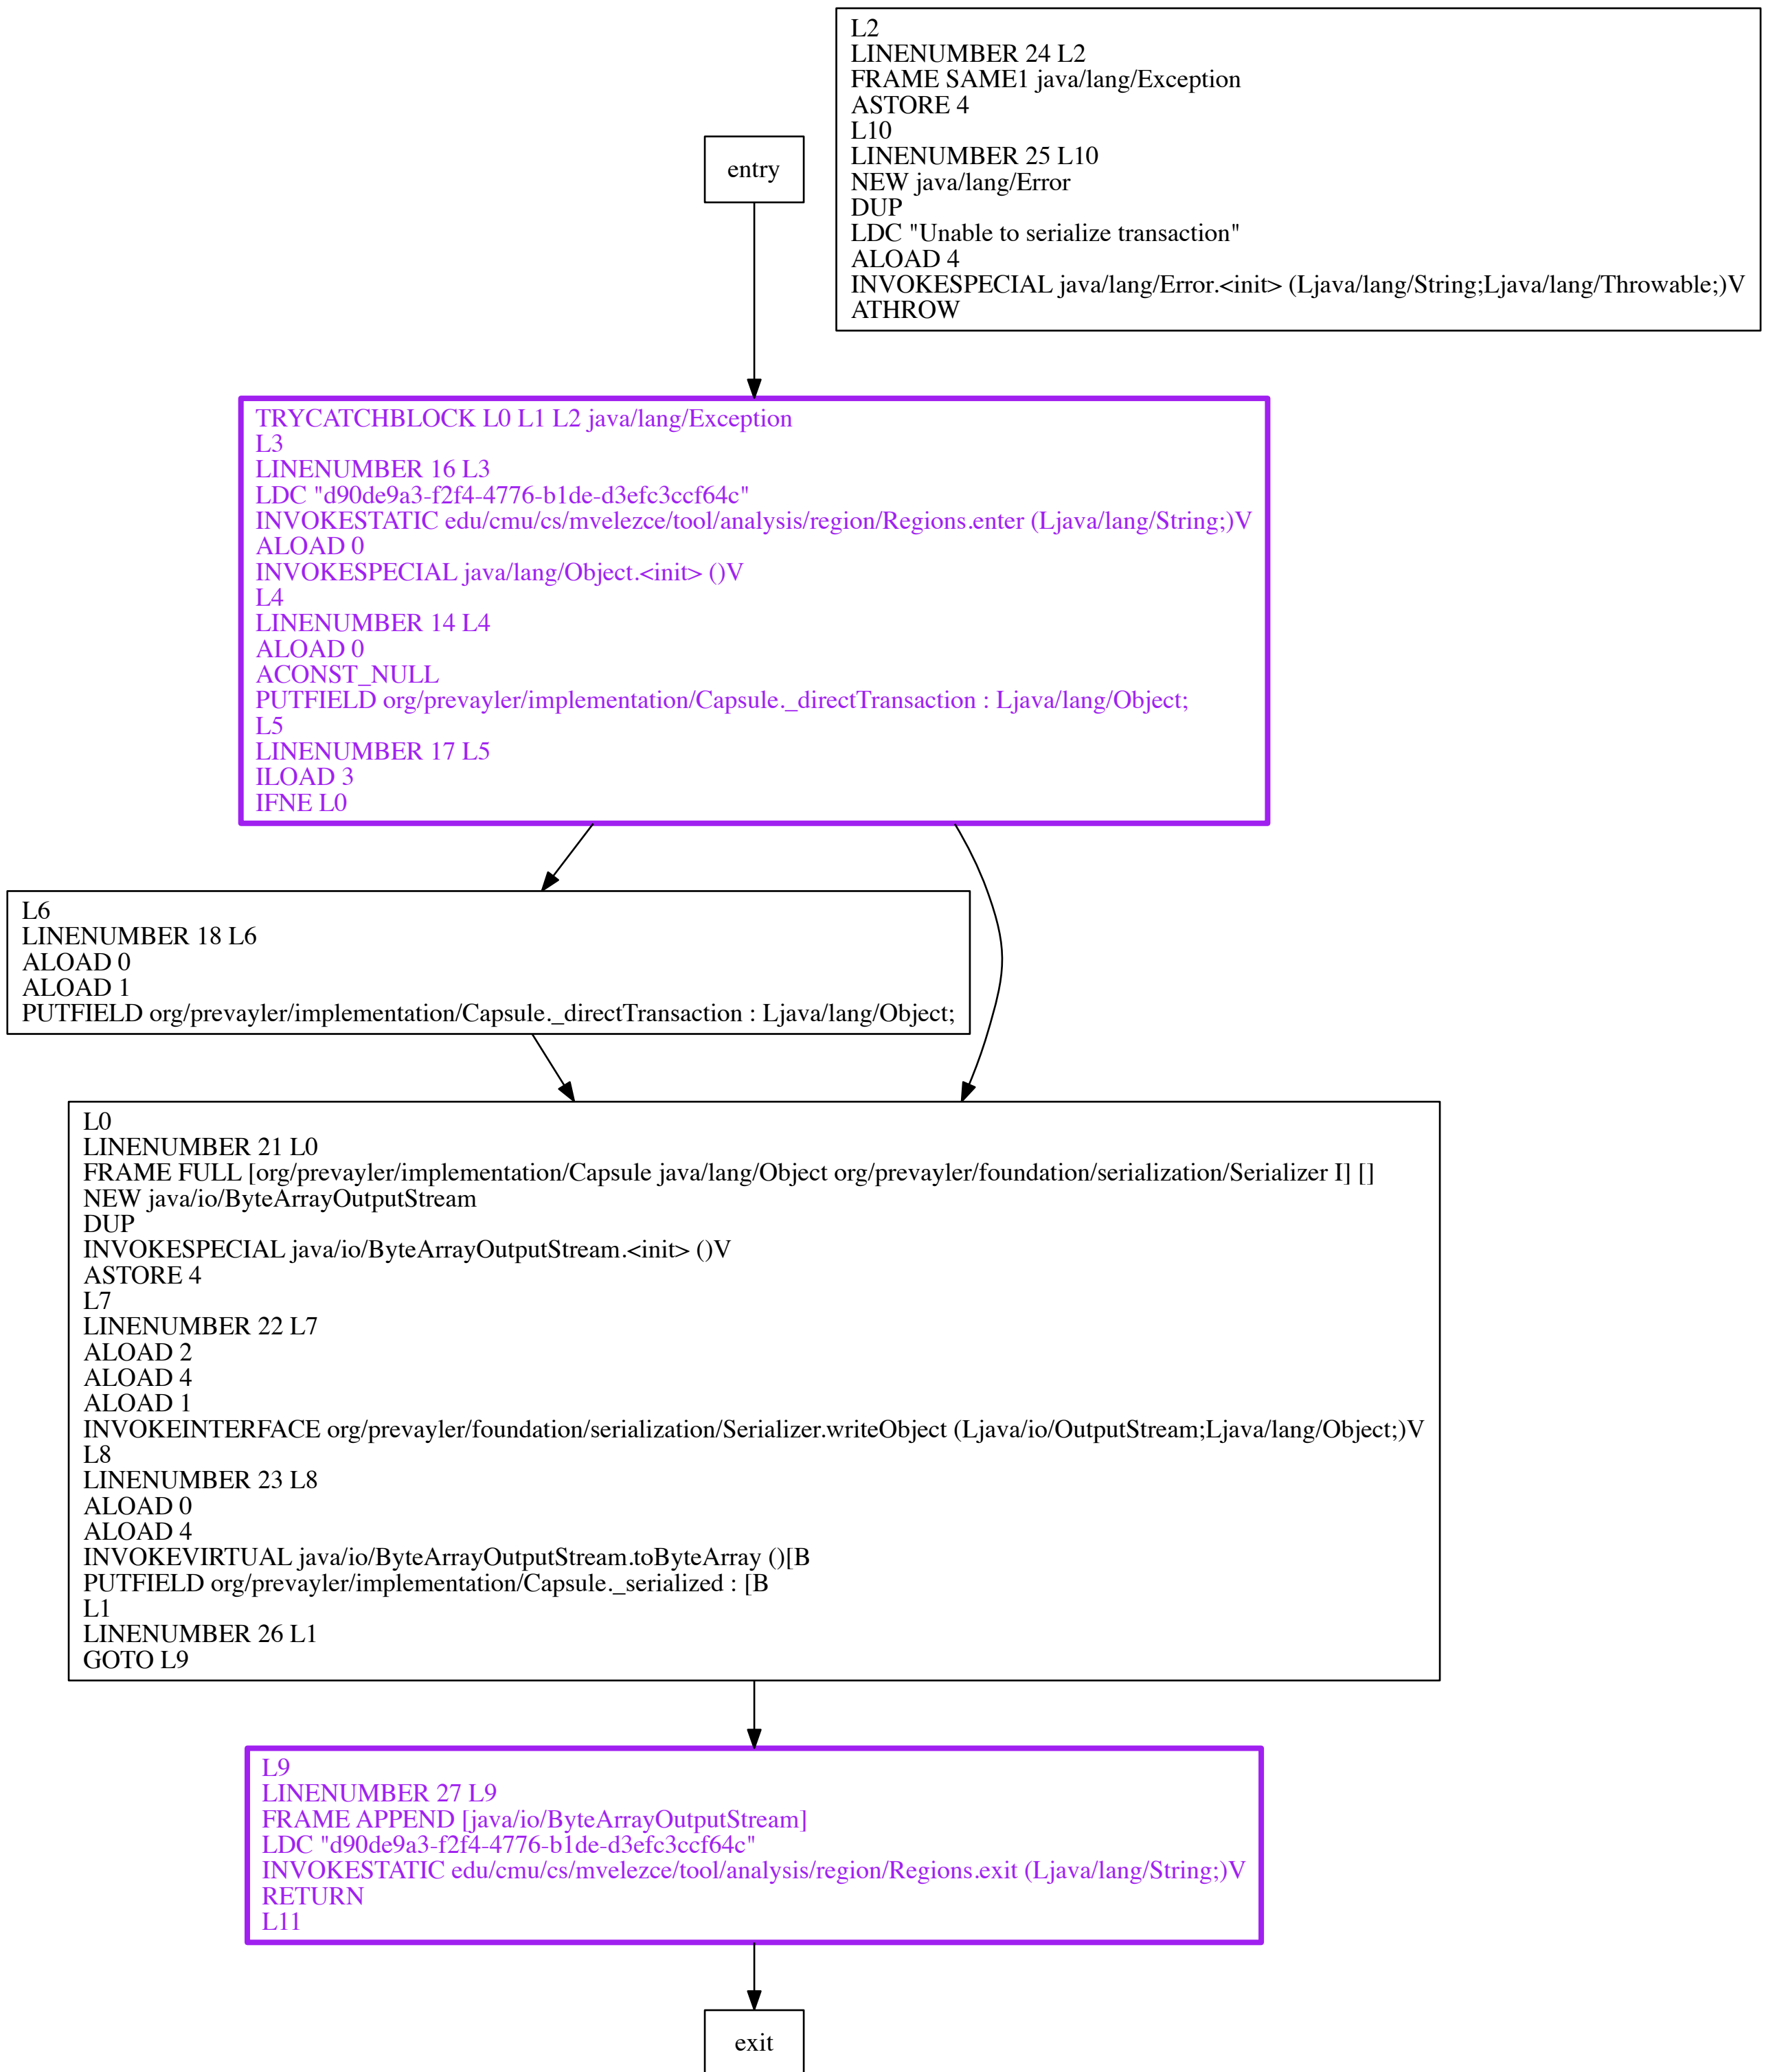 L2
LINENUMBER 24 L2
FRAME SAME1 java/lang/Exception
ASTORE 4
L10
LINENUMBER 25 L10
NEW java/lang/Error
DUP
LDC "Unable to serialize transaction"
ALOAD 4
INVOKESPECIAL java/lang/Error.<init> (Ljava/lang/String;Ljava/lang/Throwable;)V
ATHROW
entry
TRYCATCHBLOCK L0 L1 L2 java/lang/Exception
L3
LINENUMBER 16 L3
LDC "d90de9a3-f2f4-4776-b1de-d3efc3ccf64c"
INVOKESTATIC edu/cmu/cs/mvelezce/tool/analysis/region/Regions.enter (Ljava/lang/String;)V
ALOAD 0
INVOKESPECIAL java/lang/Object.<init> ()V
L4
LINENUMBER 14 L4
ALOAD 0
ACONST_NULL
PUTFIELD org/prevayler/implementation/Capsule._directTransaction : Ljava/lang/Object;
L5
LINENUMBER 17 L5
ILOAD 3
IFNE L0
L6
LINENUMBER 18 L6
ALOAD 0
ALOAD 1
PUTFIELD org/prevayler/implementation/Capsule._directTransaction : Ljava/lang/Object;
L0
LINENUMBER 21 L0
FRAME FULL [org/prevayler/implementation/Capsule java/lang/Object org/prevayler/foundation/serialization/Serializer I] []
NEW java/io/ByteArrayOutputStream
DUP
INVOKESPECIAL java/io/ByteArrayOutputStream.<init> ()V
ASTORE 4
L7
LINENUMBER 22 L7
ALOAD 2
ALOAD 4
ALOAD 1
INVOKEINTERFACE org/prevayler/foundation/serialization/Serializer.writeObject (Ljava/io/OutputStream;Ljava/lang/Object;)V
L8
LINENUMBER 23 L8
ALOAD 0
ALOAD 4
INVOKEVIRTUAL java/io/ByteArrayOutputStream.toByteArray ()[B
PUTFIELD org/prevayler/implementation/Capsule._serialized : [B
L1
LINENUMBER 26 L1
GOTO L9
L9
LINENUMBER 27 L9
FRAME APPEND [java/io/ByteArrayOutputStream]
LDC "d90de9a3-f2f4-4776-b1de-d3efc3ccf64c"
INVOKESTATIC edu/cmu/cs/mvelezce/tool/analysis/region/Regions.exit (Ljava/lang/String;)V
RETURN
L11
exit